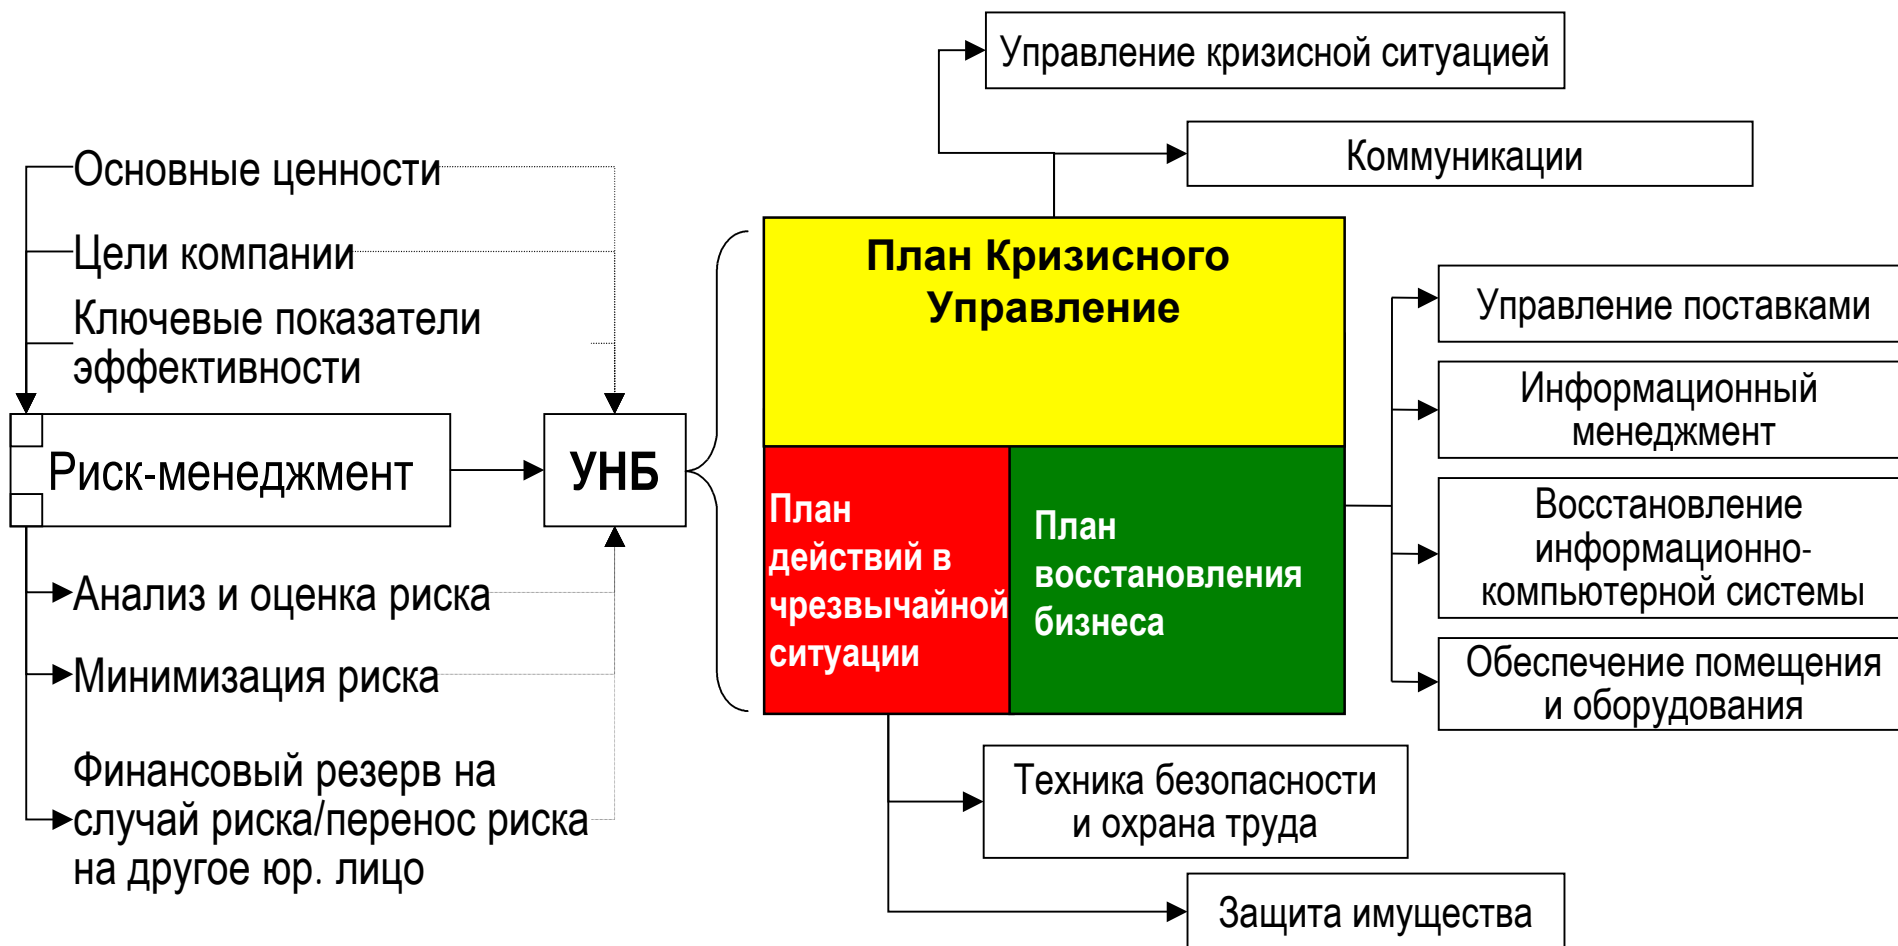 Управление кризисной ситуацией
Коммуникации
Основные ценности
Цели компании
Ключевые показатели
эффективности
Риск-менеджмент
УНБ
Анализ и оценка риска
Минимизация риска
Финансовый резерв на
случай риска/перенос риска
на другое юр. лицо
План Кризисного
Управление
План
действий в
чрезвычайной
ситуации
План
восстановления
бизнеса
Управление поставками
Информационный
менеджмент
Восстановление
информационно-
компьютерной системы
Обеспечение помещения
и оборудования
Техника безопасности
и охрана труда
Защита имущества